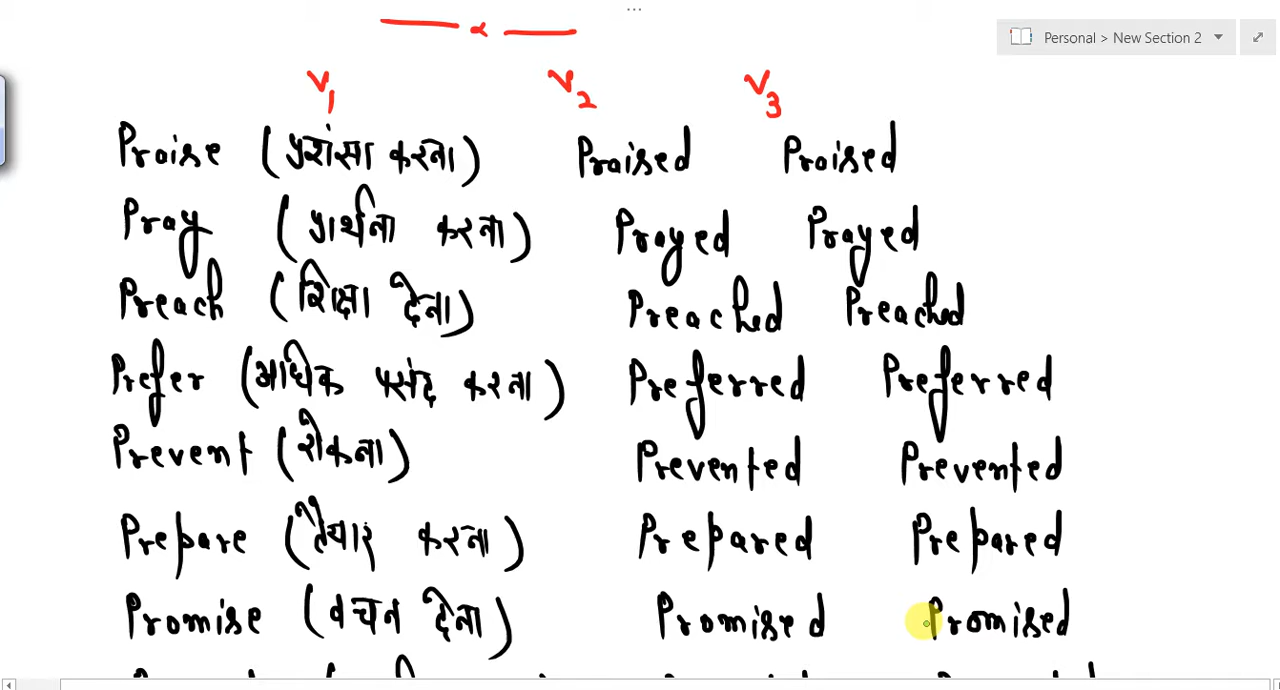 Personal > New Section 2
V1 V2 V3
Praise (प्रशंसा करना) Praised Praised
Pray (प्रार्थना करना) Prayed Prayed
Preach (शिक्षा देना) Preached Preached
Prefer (अधिक पसंद करना) Preferred Preferred
Prevent (रोकना) Prevented Prevented
Prepare (तैयार करना) Prepared Prepared
Promise (वचन देना) Promised Promised